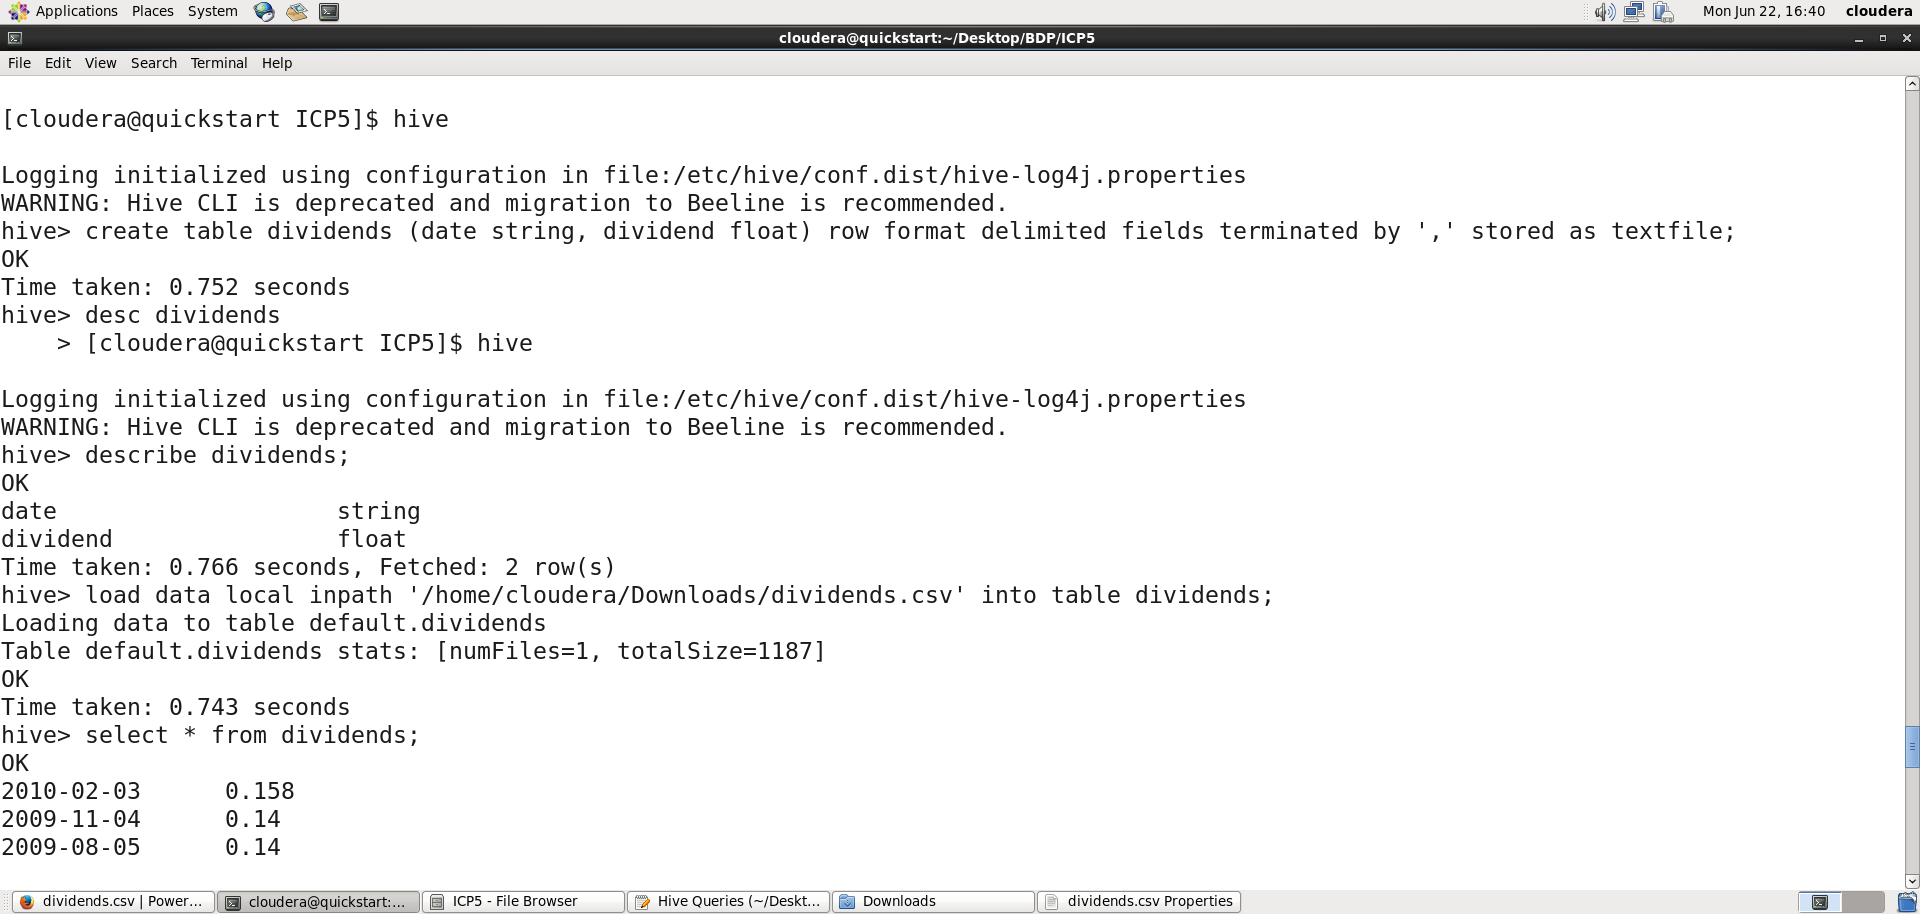 Applications Places System Mon Jun 22, 16:40 cloudera
cloudera@quickstart:~/Desktop/BDP/ICP5
File Edit View Search Terminal Help
[cloudera@quickstart ICP5]$ hive
Logging initialized using configuration in file:/etc/hive/conf.dist/hive-log4j.properties
WARNING: Hive CLI is deprecated and migration to Beeline is recommended.
hive> create table dividends (date string, dividend float) row format delimited fields terminated by ',' stored as textfile;
OK
Time taken: 0.752 seconds
hive> desc dividends
    > [cloudera@quickstart ICP5]$ hive
Logging initialized using configuration in file:/etc/hive/conf.dist/hive-log4j.properties
WARNING: Hive CLI is deprecated and migration to Beeline is recommended.
hive> describe dividends;
OK
date                    string
dividend                float
Time taken: 0.766 seconds, Fetched: 2 row(s)
hive> load data local inpath '/home/cloudera/Downloads/dividends.csv' into table dividends;
Loading data to table default.dividends
Table default.dividends stats: [numFiles=1, totalSize=1187]
OK
Time taken: 0.743 seconds
hive> select * from dividends;
OK
2010-02-03      0.158
2009-11-04      0.14
2009-08-05      0.14
dividends.csv | Power... cloudera@quickstart:... ICP5 - File Browser Hive Queries (~/Deskt... Downloads dividends.csv Properties